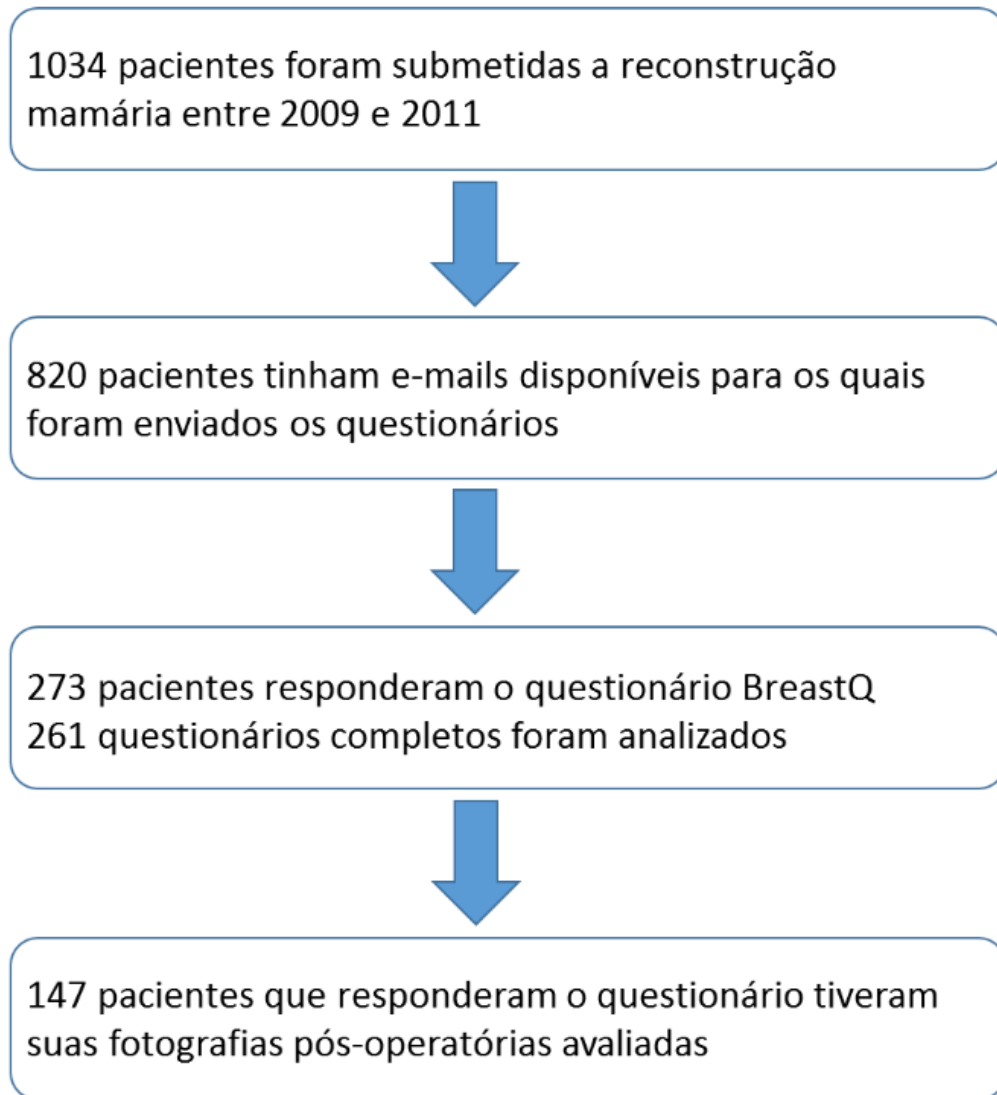 1034 pacientes foram submetidas a reconstrução
mamária entre 2009 e 2011
820 pacientes tinham e-mails disponíveis para os quais
foram enviados os questionários
273 pacientes responderam o questionário BreastQ
261 questionários completos foram analizados
147 pacientes que responderam o questionário tiveram
suas fotografias pós-operatórias avaliadas